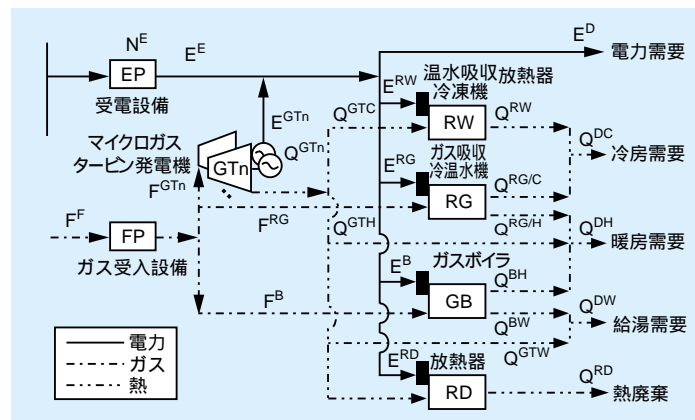 E^D
N^E
E^E
電力需要
EP
受電設備
E^RW
温水吸収
放熱器
冷凍機
RW
Q^RW
Q^GTC
E^GTn
Q^GTn
マイクロガス
タービン発電機
GTn
F^GTn
Q^DC
冷房需要
E^RG
ガス吸収
冷温水機
RG
Q^RG/C
Q^RG/H
F^F
FP
ガス受入設備
F^RG
Q^GTH
Q^DH
暖房需要
E^B
ガスボイラ
GB
Q^BH
F^B
Q^BW
Q^DW
給湯需要
Q^GTW
電力
ガス
熱
E^RD
放熱器
RD
Q^RD
熱廃棄